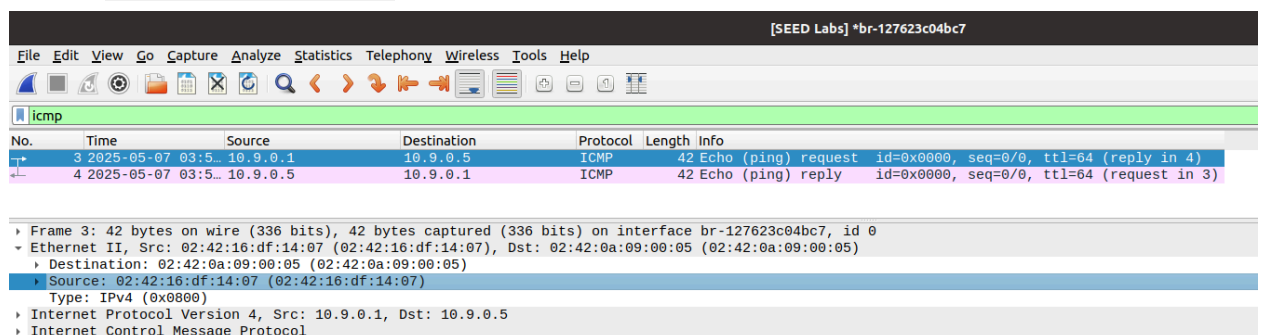 [SEED Labs] *br-127623c04bc7
File Edit View Go Capture Analyze Statistics Telephony Wireless Tools Help
icmp
No. Time Source Destination Protocol Length Info
3 2025-05-07 03:5… 10.9.0.1 10.9.0.5 ICMP 42 Echo (ping) request id=0x0000, seq=0/0, ttl=64 (reply in 4)
4 2025-05-07 03:5… 10.9.0.5 10.9.0.1 ICMP 42 Echo (ping) reply id=0x0000, seq=0/0, ttl=64 (request in 3)
Frame 3: 42 bytes on wire (336 bits), 42 bytes captured (336 bits) on interface br-127623c04bc7, id 0
Ethernet II, Src: 02:42:16:df:14:07 (02:42:16:df:14:07), Dst: 02:42:0a:09:00:05 (02:42:0a:09:00:05)
Destination: 02:42:0a:09:00:05 (02:42:0a:09:00:05)
Source: 02:42:16:df:14:07 (02:42:16:df:14:07)
Type: IPv4 (0x0800)
Internet Protocol Version 4, Src: 10.9.0.1, Dst: 10.9.0.5
Internet Control Message Protocol